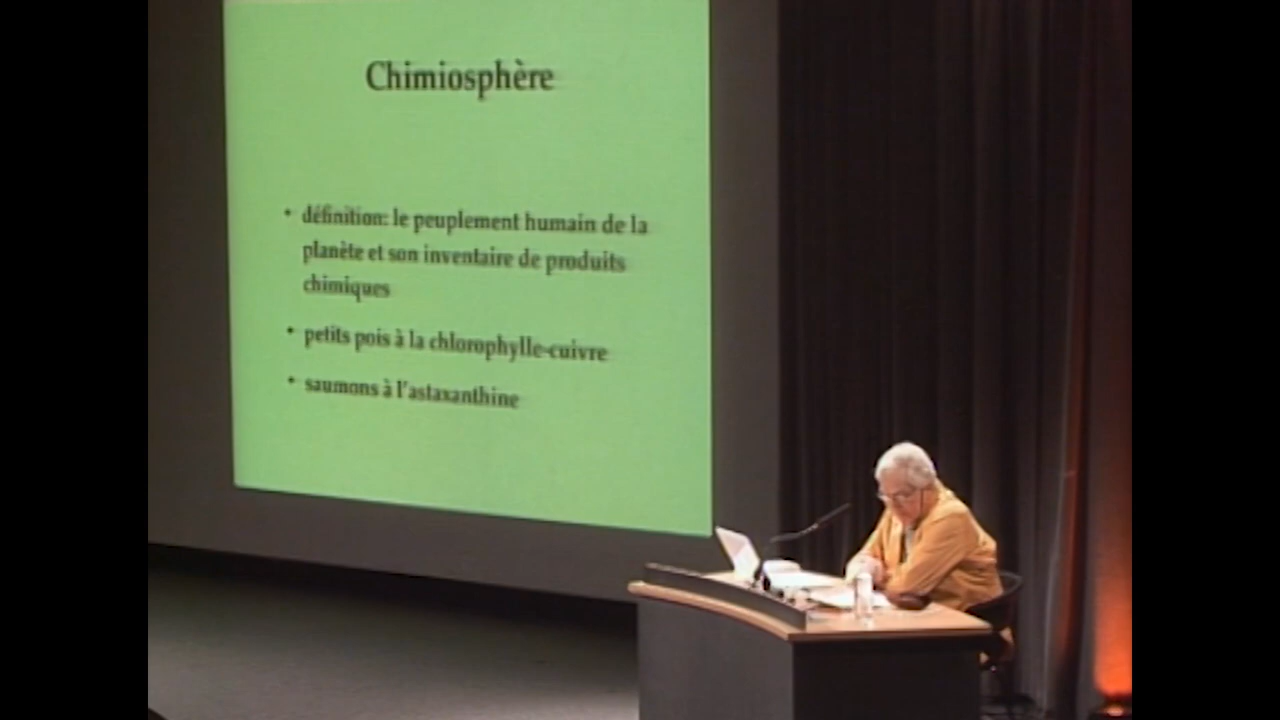 Chimiosphère
• définition: le peuplement humain de la
planète et son inventaire de produits
chimiques
• petits pois à la chlorophylle-cuivre
• saumons à l'astaxanthine